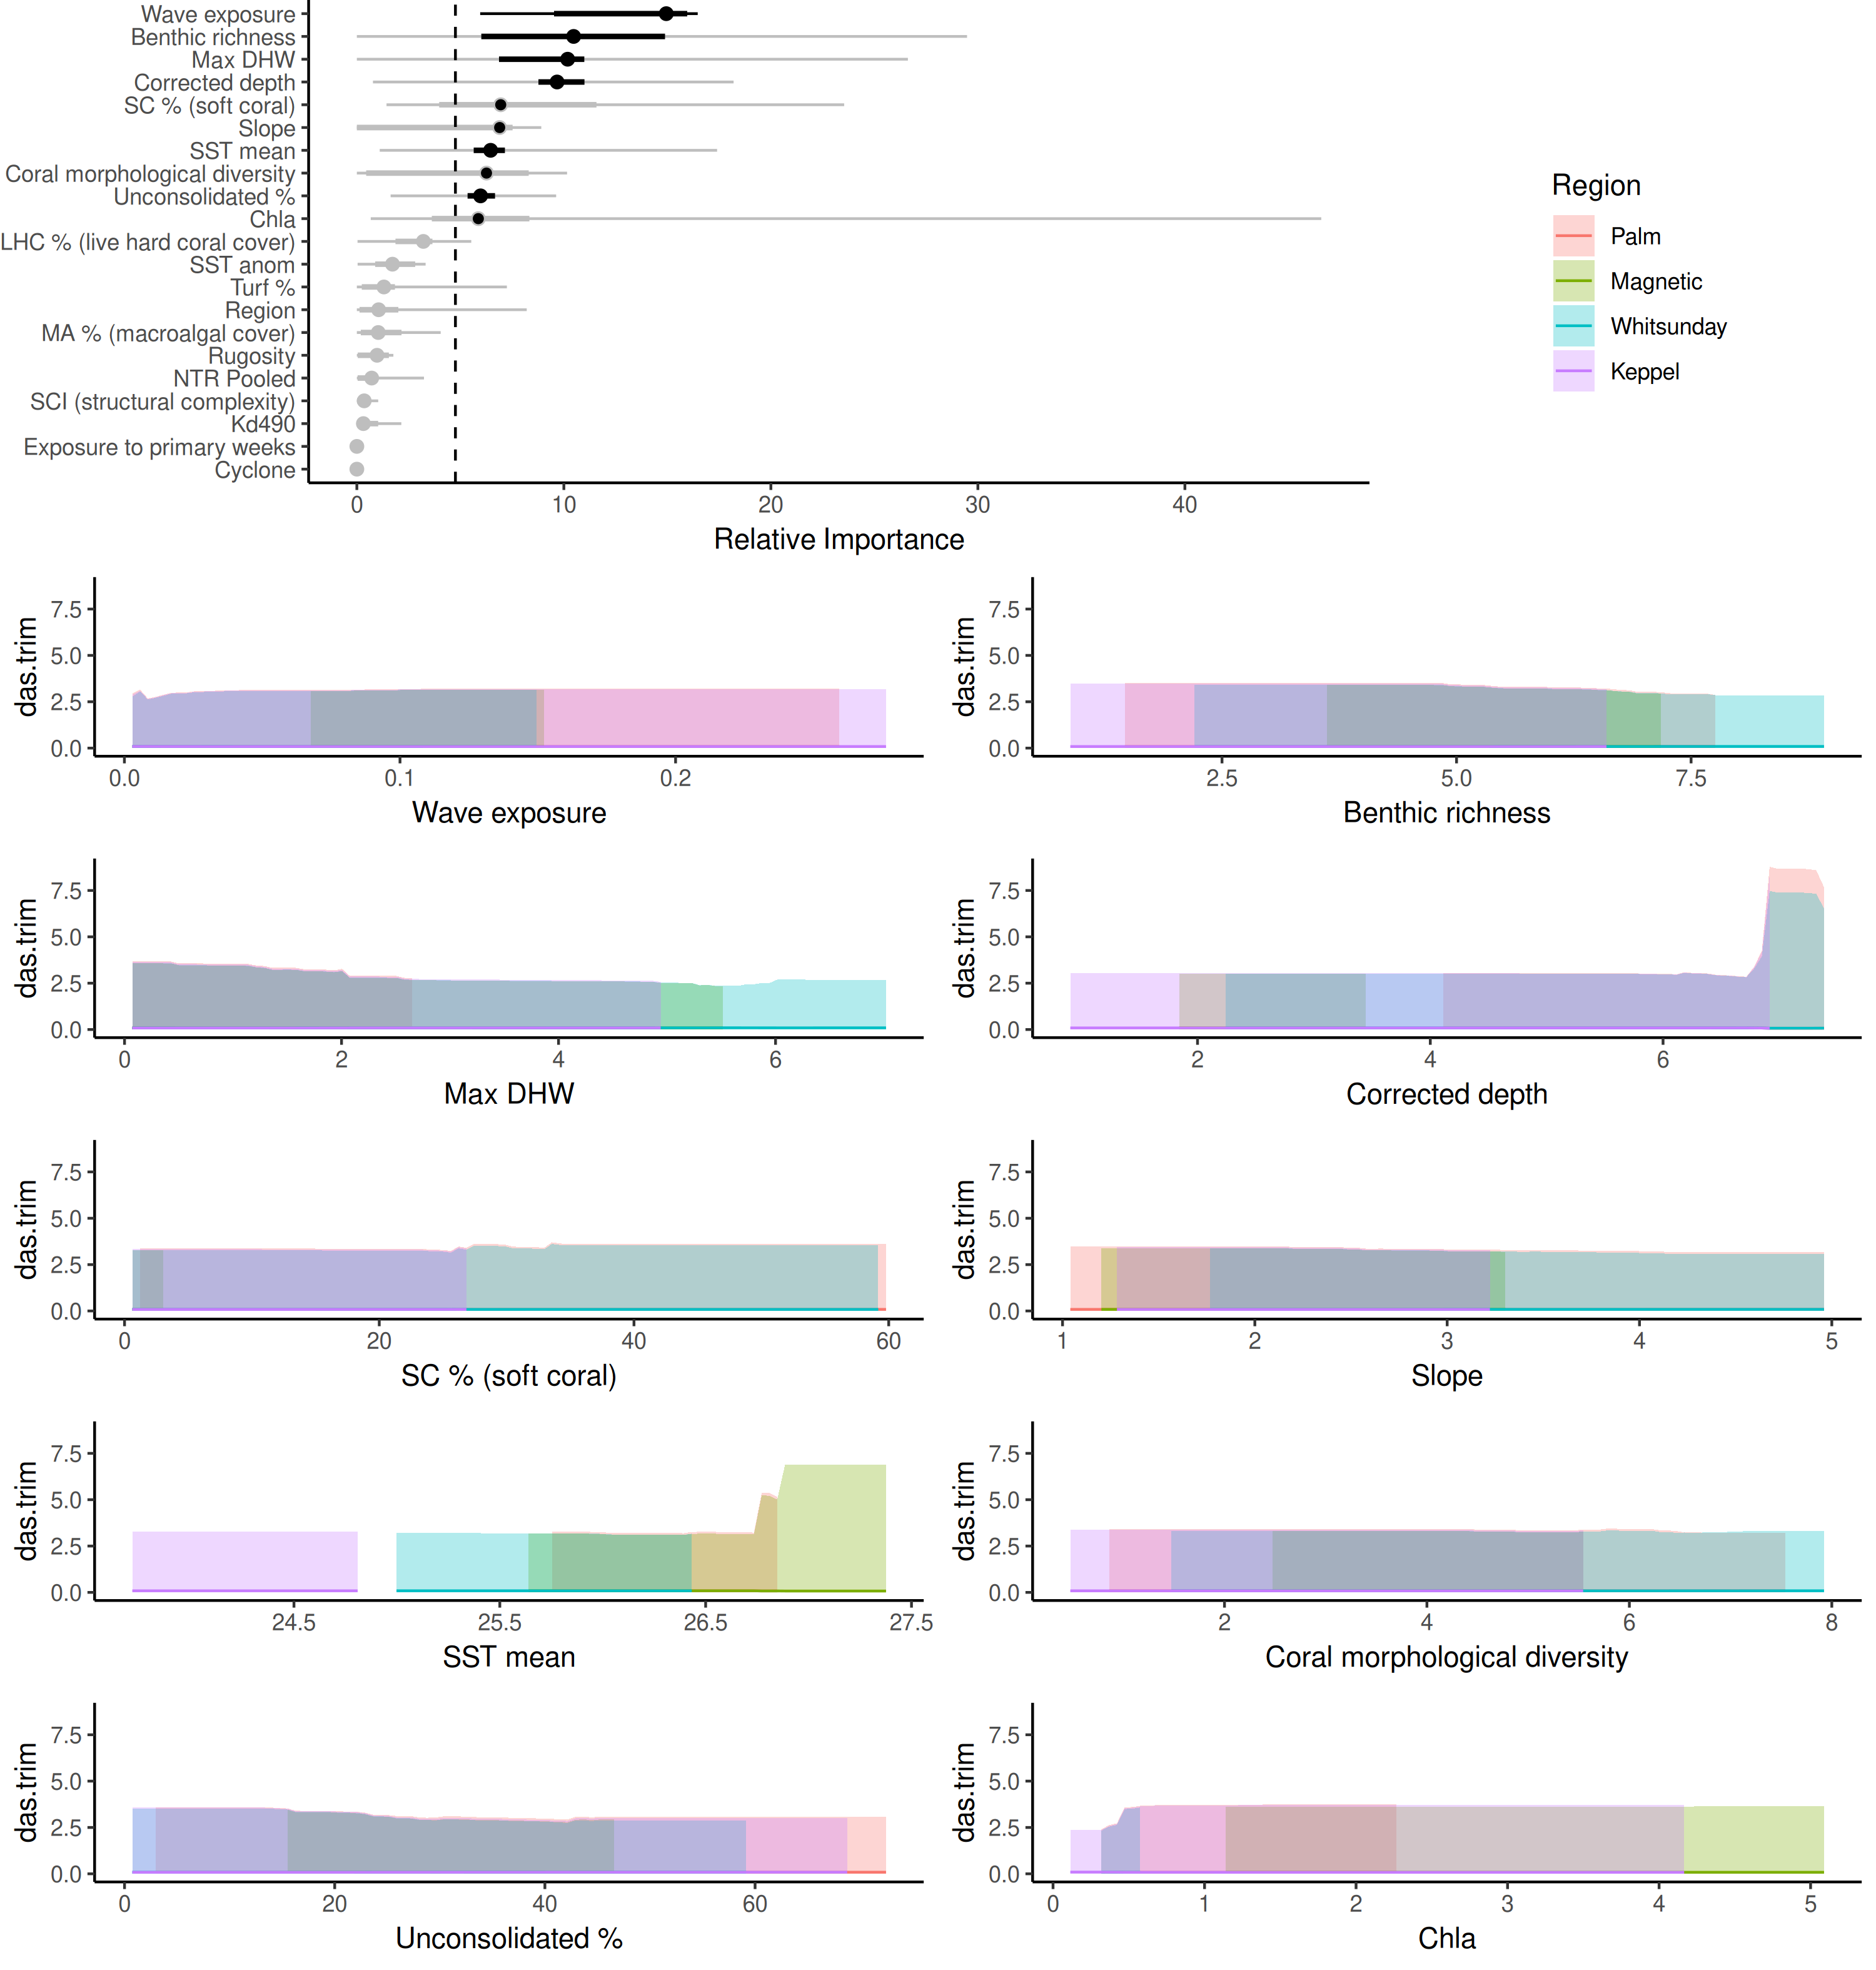 Wave exposure
Benthic richness
Max DHW
Corrected depth
SC % (soft coral)
Slope
SST mean
Coral morphological diversity
Unconsolidated %
Chla
LHC % (live hard coral cover)
SST anom
Turf %
Region
MA % (macroalgal cover)
Rugosity
NTR Pooled
SCI (structural complexity)
Kd490
Exposure to primary weeks
Cyclone
0 10 20 30 40
Relative Importance
Region
Palm
Magnetic
Whitsunday
Keppel
das.trim
7.5
5.0
2.5
0.0
0.0 0.1 0.2
Wave exposure
das.trim
7.5
5.0
2.5
0.0
2.5 5.0 7.5
Benthic richness
das.trim
7.5
5.0
2.5
0.0
0 2 4 6
Max DHW
das.trim
7.5
5.0
2.5
0.0
2 4 6
Corrected depth
das.trim
7.5
5.0
2.5
0.0
0 20 40 60
SC % (soft coral)
das.trim
7.5
5.0
2.5
0.0
1 2 3 4 5
Slope
das.trim
7.5
5.0
2.5
0.0
24.5 25.5 26.5 27.5
SST mean
das.trim
7.5
5.0
2.5
0.0
2 4 6 8
Coral morphological diversity
das.trim
7.5
5.0
2.5
0.0
0 20 40 60
Unconsolidated %
das.trim
7.5
5.0
2.5
0.0
0 1 2 3 4 5
Chla